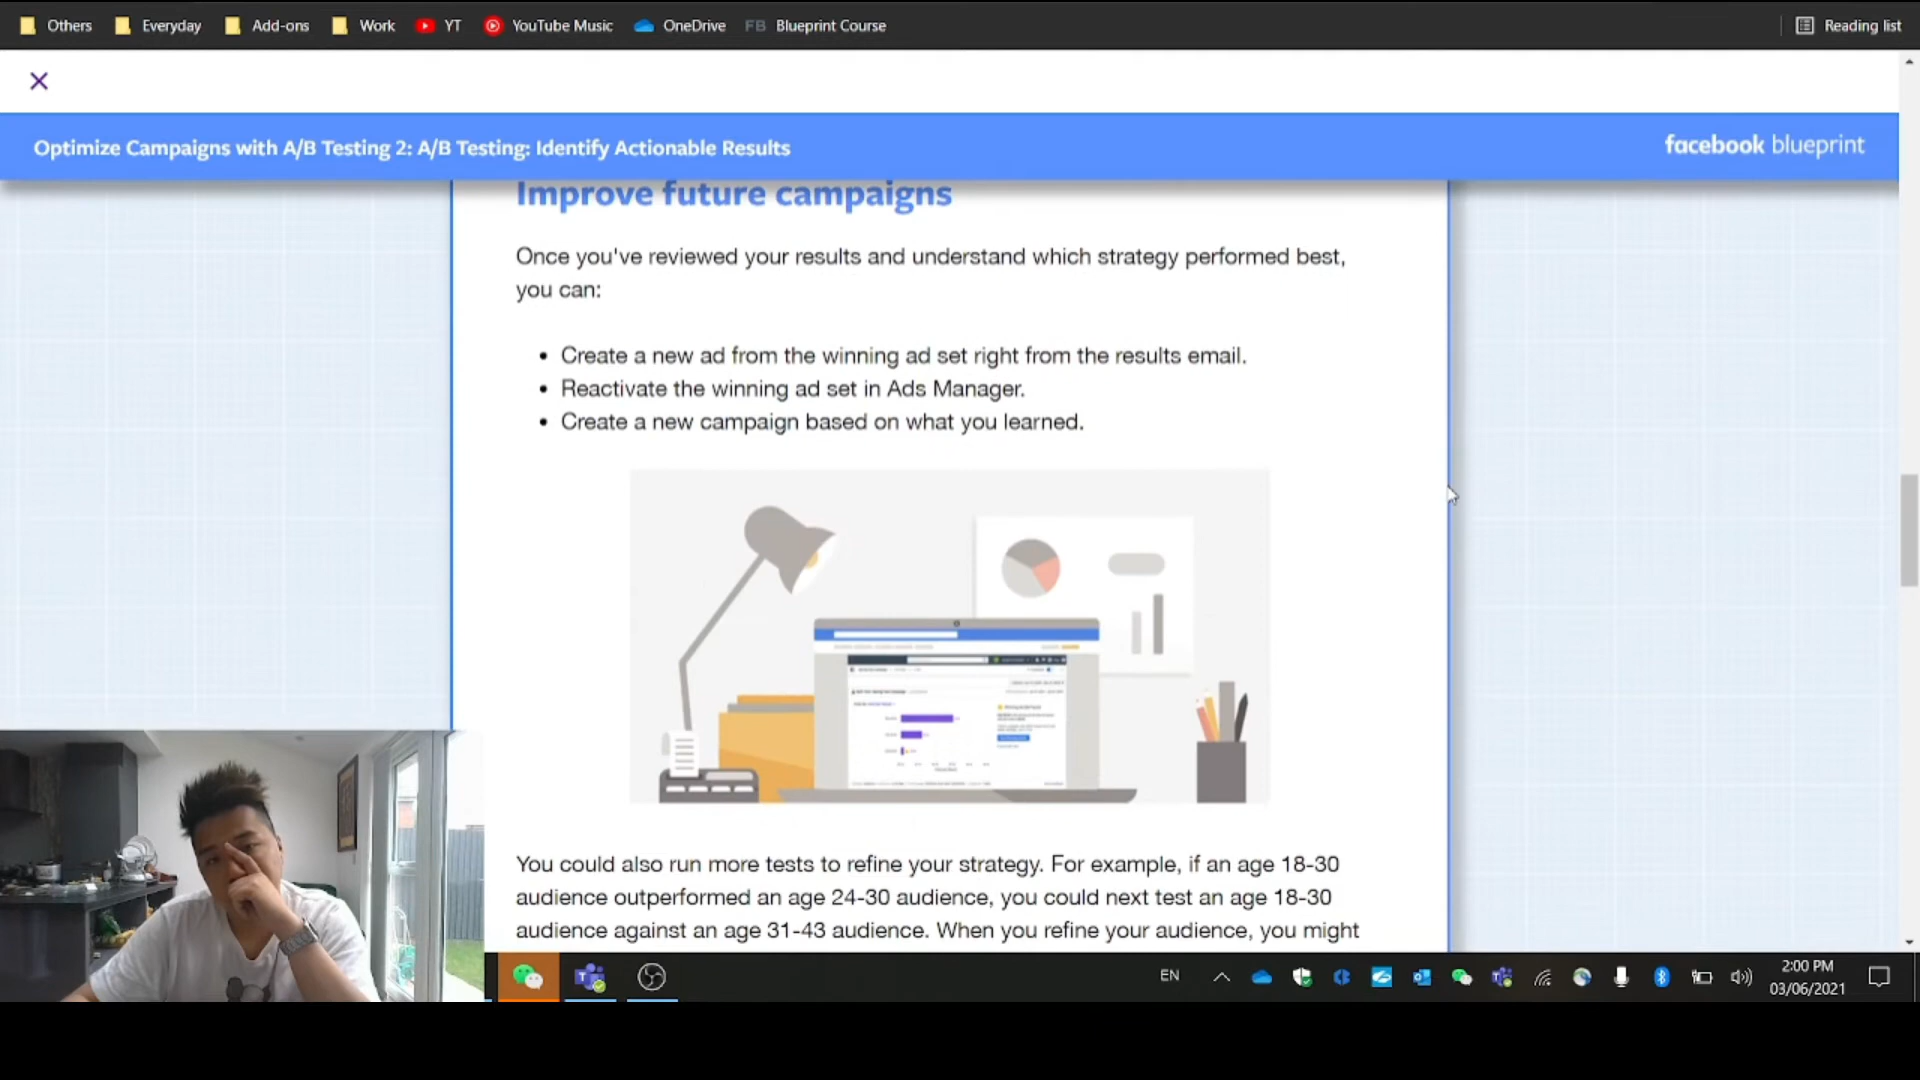 Others
Everyday
Add-ons
Work
YT
YouTube Music
OneDrive
FB Blueprint Course
Reading list
Optimize Campaigns with A/B Testing 2: A/B Testing: Identify Actionable Results
facebook blueprint
Improve future campaigns
Once you've reviewed your results and understand which strategy performed best,
you can:
• Create a new ad from the winning ad set right from the results email.
• Reactivate the winning ad set in Ads Manager.
• Create a new campaign based on what you learned.
You could also run more tests to refine your strategy. For example, if an age 18-30
audience outperformed an age 24-30 audience, you could next test an age 18-30
audience against an age 31-43 audience. When you refine your audience, you might
EN
2:00 PM
03/06/2021